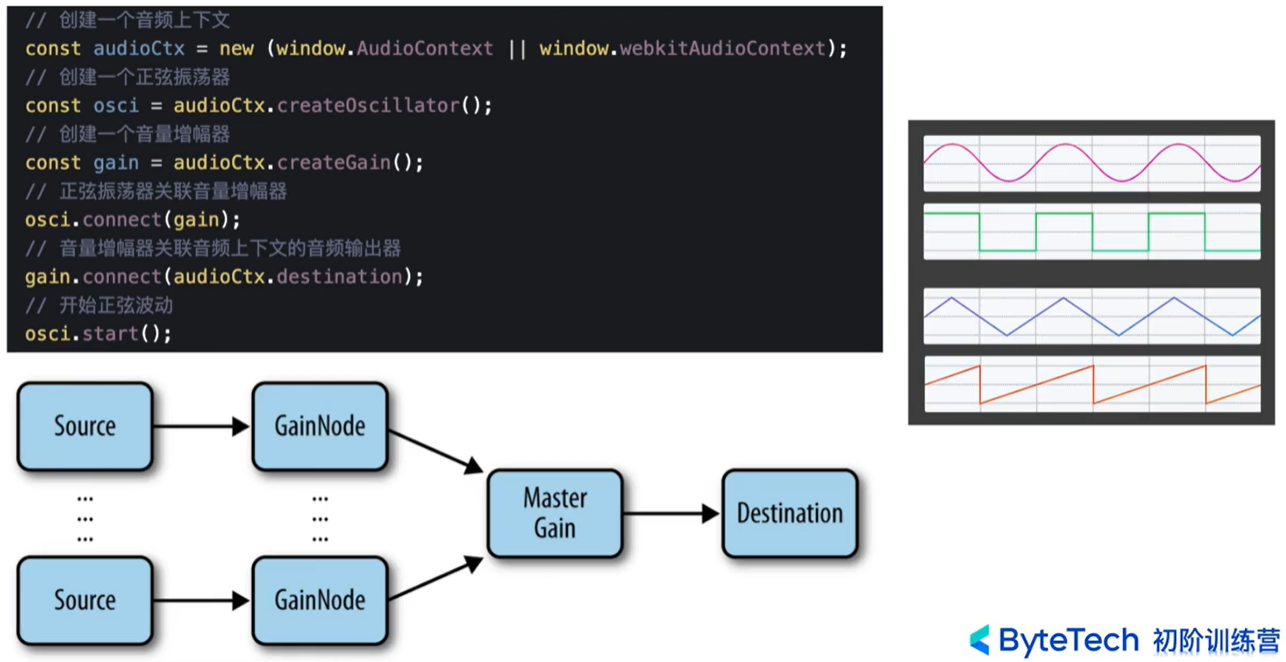 // 创建一个音频上下文
const audioCtx = new (window.AudioContext || window.webkitAudioContext);
// 创建一个正弦振荡器
const osci = audioCtx.createOscillator();
// 创建一个音量增幅器
const gain = audioCtx.createGain();
// 正弦振荡器关联音量增幅器
osci.connect(gain);
// 音量增幅器关联音频上下文的音频输出器
gain.connect(audioCtx.destination);
// 开始正弦波动
osci.start();
Source
GainNode
...
...
...
...
...
...
Master
Gain
Destination
Source
GainNode
ByteTech 初阶训练营